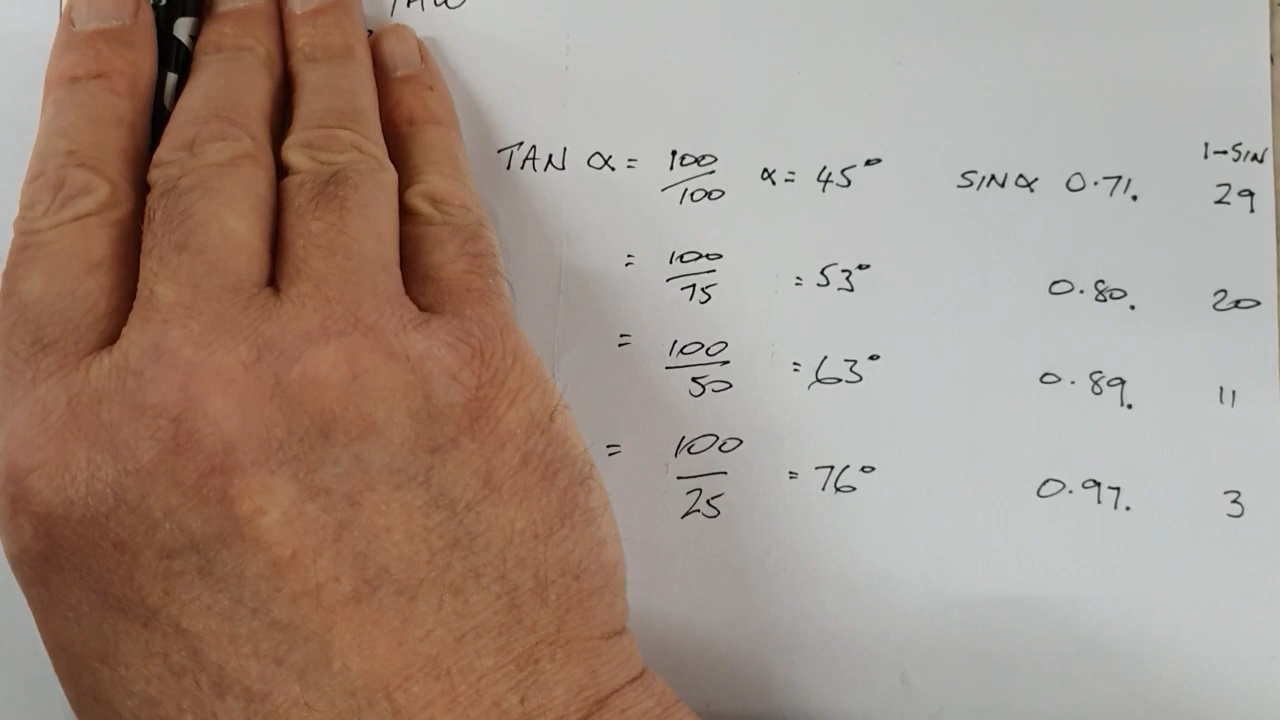 TAW
1-SIN
TAN α = 100/100 α = 45° SIN α 0.71. 29
= 100/75 = 53° 0.80. 20
= 100/50 = 63° 0.89. 11
= 100/25 = 76° 0.97. 3